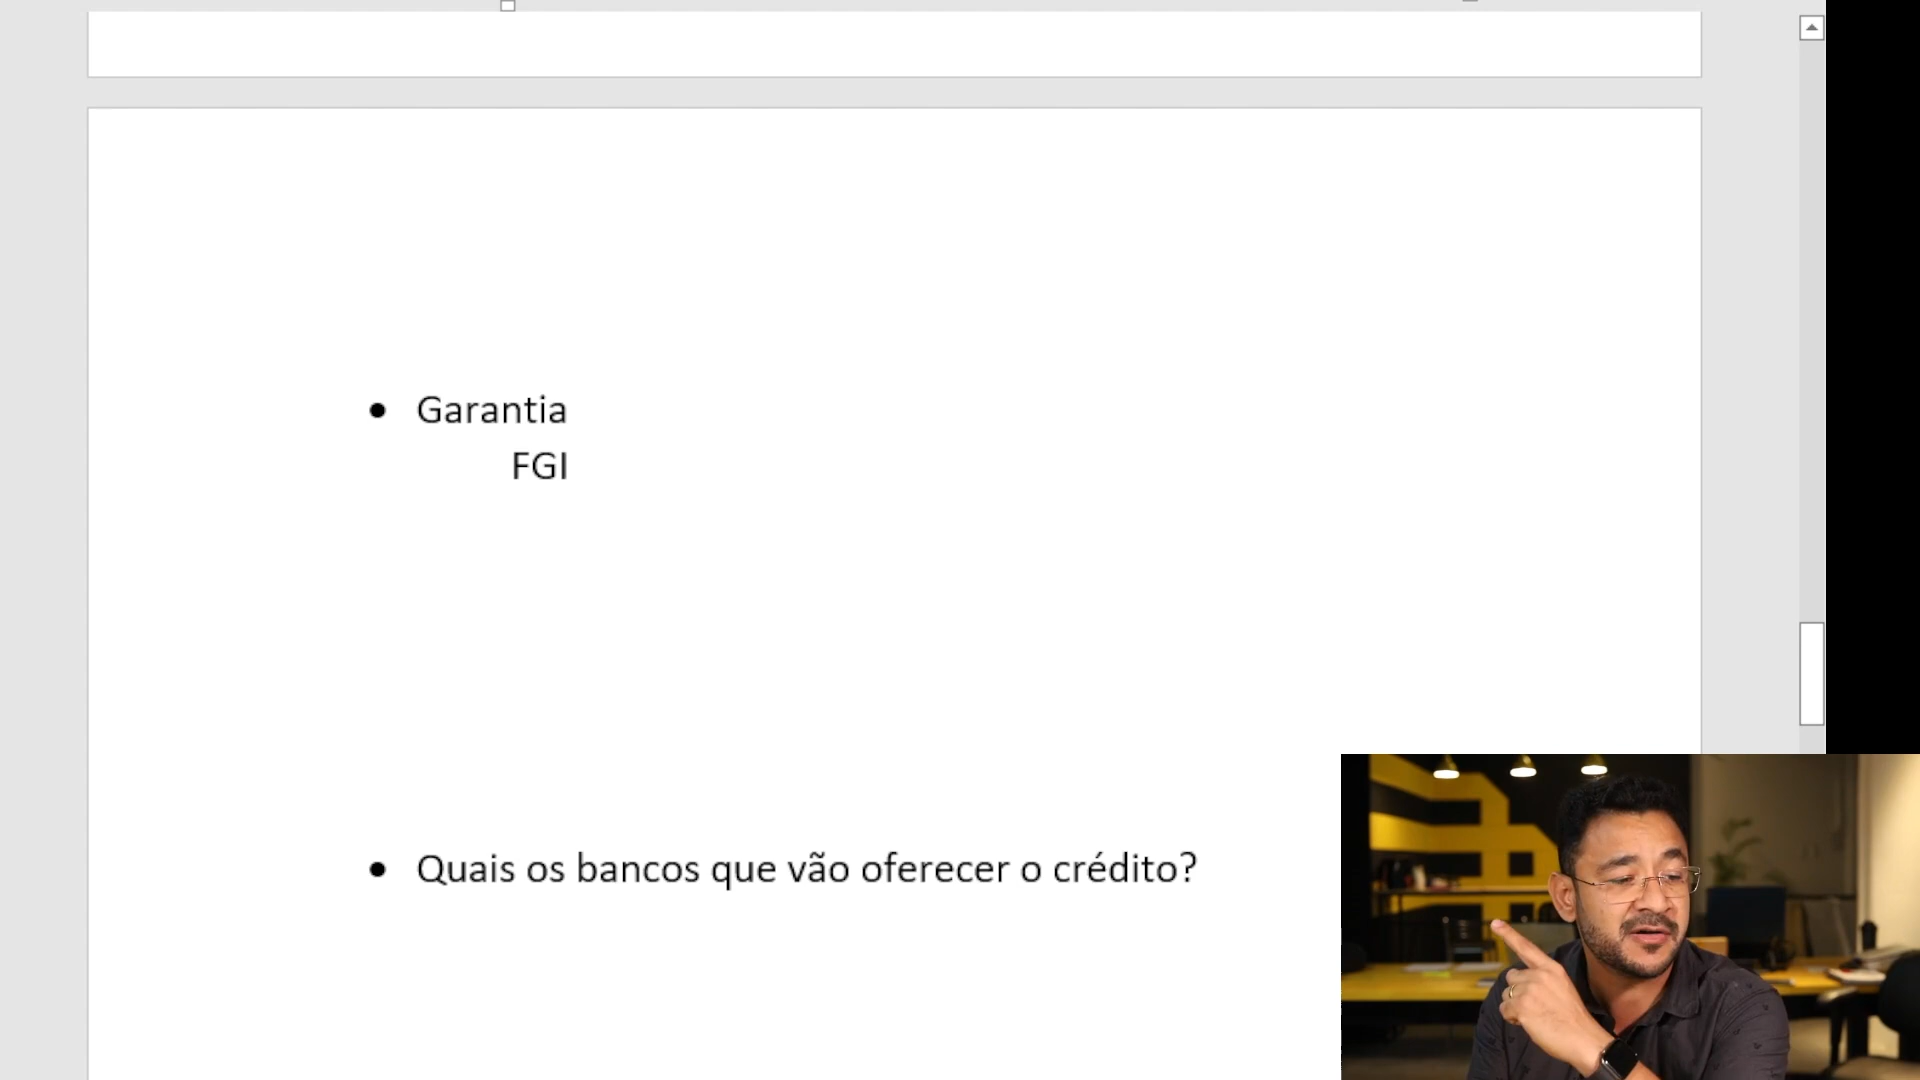 • Garantia
FGI
• Quais os bancos que vão oferecer o crédito?